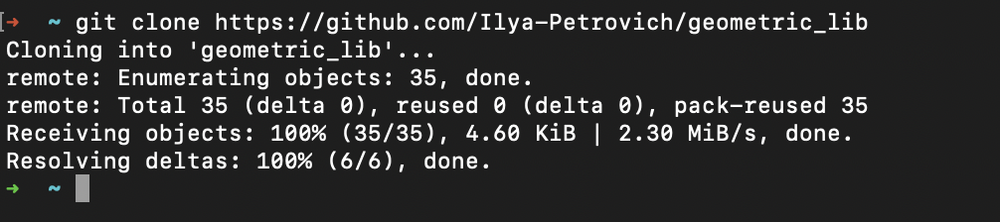 ➜  ~ git clone https://github.com/Ilya-Petrovich/geometric_lib
Cloning into 'geometric_lib'...
remote: Enumerating objects: 35, done.
remote: Total 35 (delta 0), reused 0 (delta 0), pack-reused 35
Receiving objects: 100% (35/35), 4.60 KiB | 2.30 MiB/s, done.
Resolving deltas: 100% (6/6), done.
➜  ~